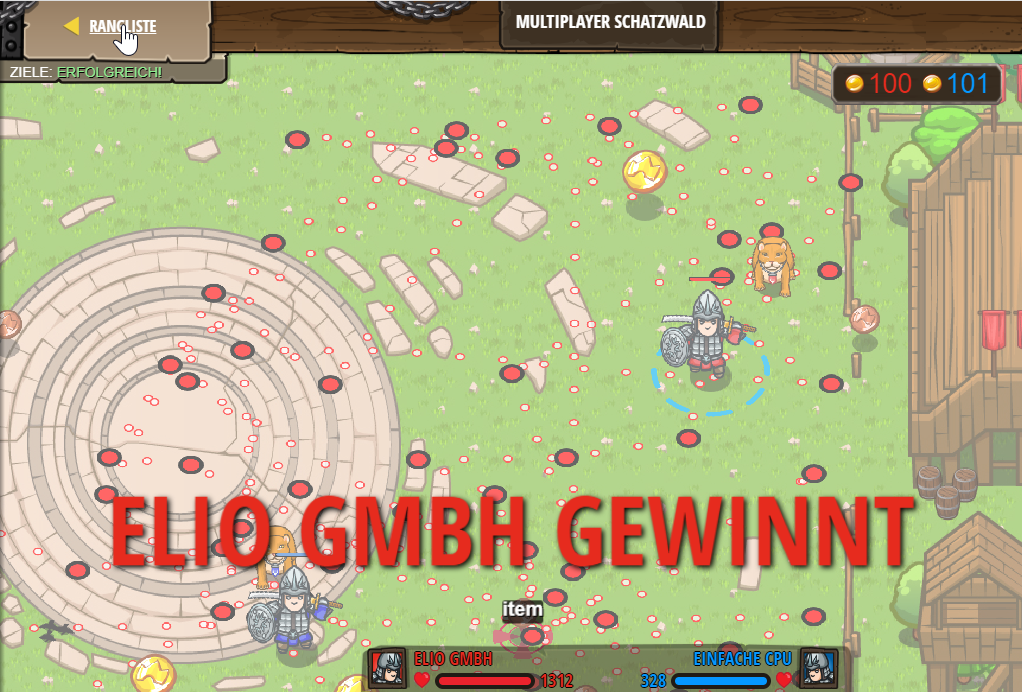 RANGLISTE
MULTIPLAYER SCHATZWALD
ZIELE: ERFOLGREICH!
100 101
ELIO GMBH GEWINNT
item
ELIO GMBH EINFACHE CPU
1312 328